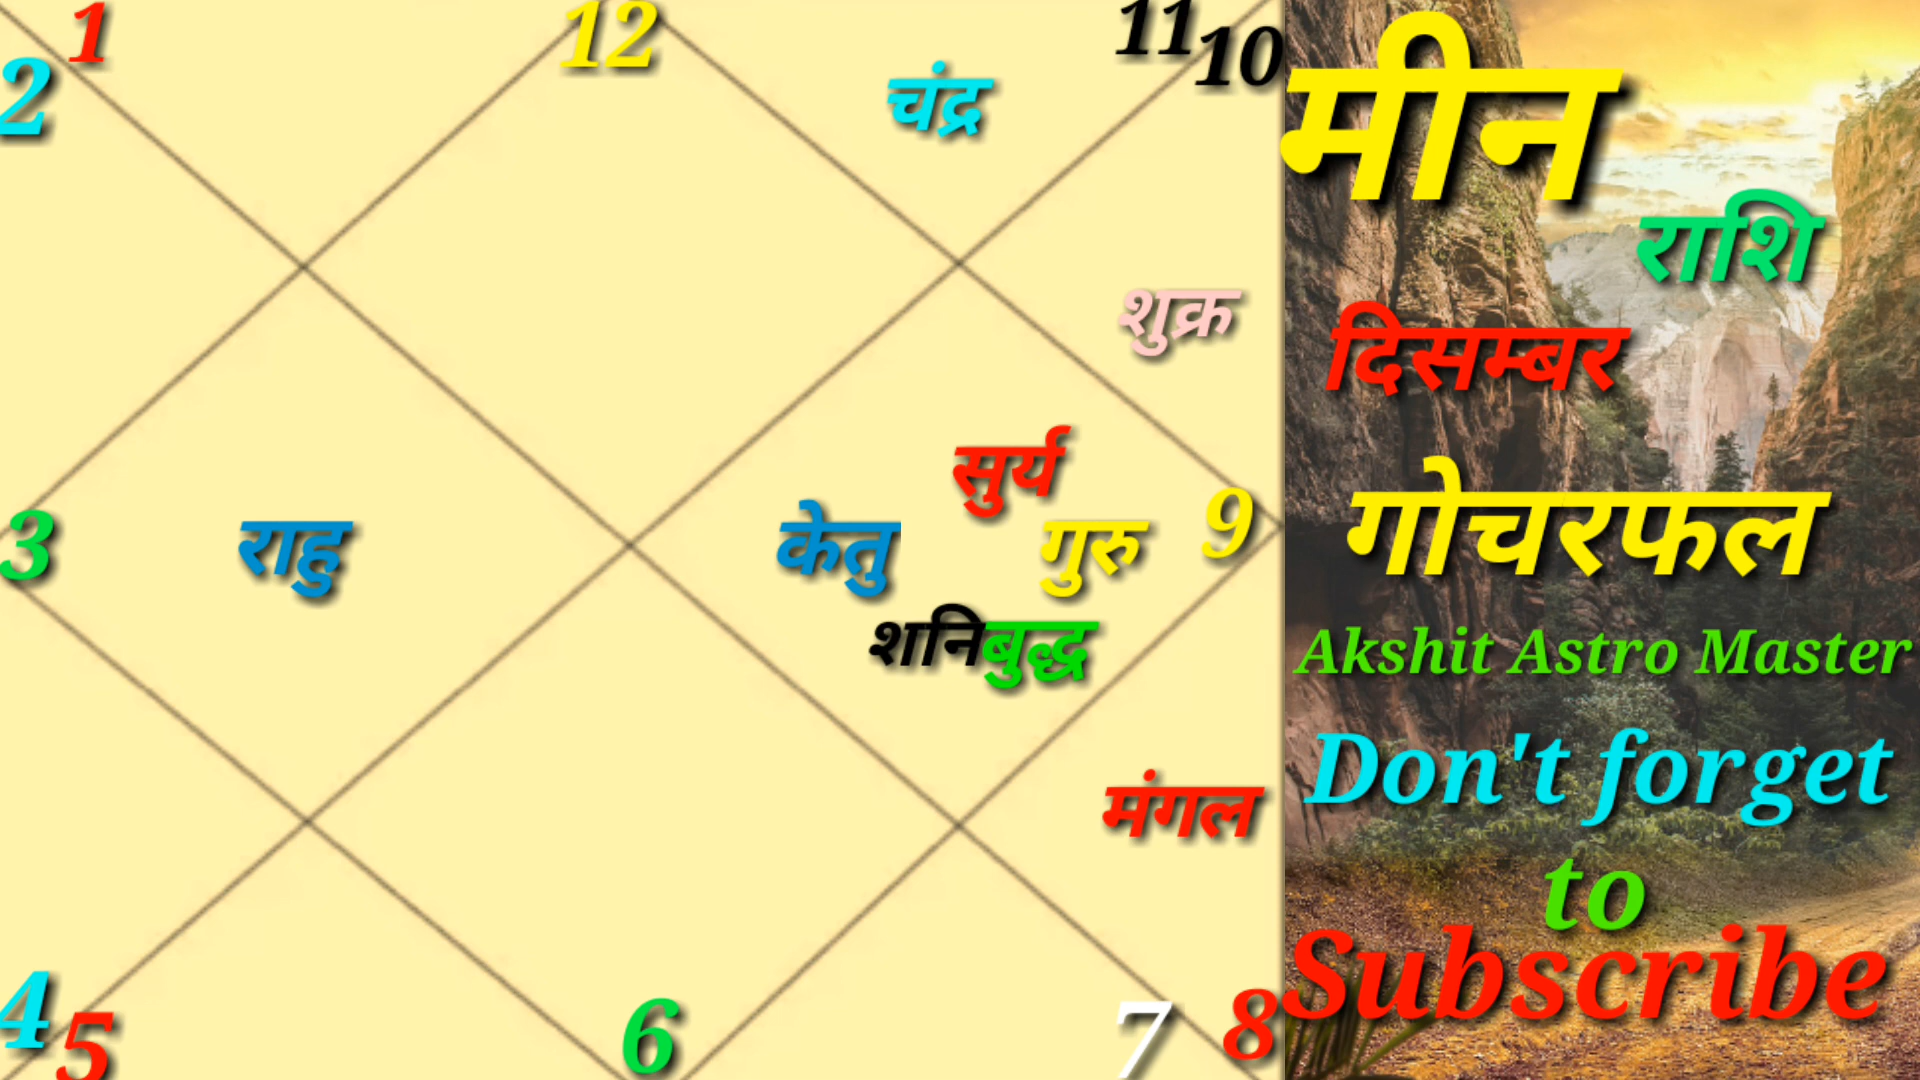 1
12
11
10
2
चंद्र
शुक्र
सुर्य
3
राहु
केतु
गुरु
9
शनि
बुद्ध
मंगल
4
5
6
7
8
मीन
राशि
दिसम्बर
गोचरफल
Akshit Astro Master
Don't forget
to
Subscribe